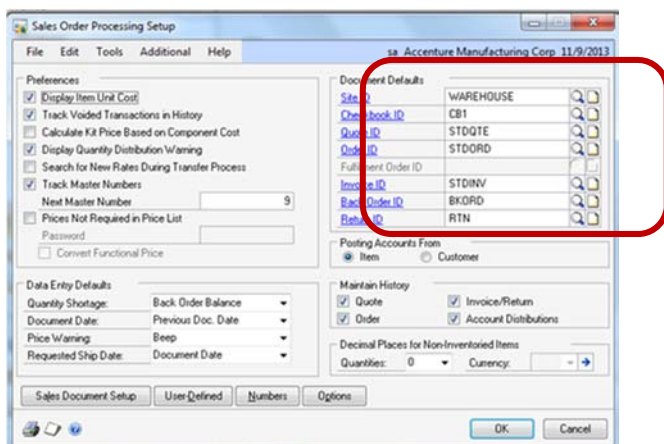 Sales Order Processing Setup
File Edit Tools Additional Help
sa Accenture Manufacturing Corp 11/9/2013
Preferences
Display Item Unit Cost
Track Voided Transactions in History
Calculate Kit Price Based on Component Cost
Display Quantity Distribution Warning
Search for New Rates During Transfer Process
Track Master Numbers
Next Master Number 9
Prices Not Required in Price List
Password
Convert Functional Price
Document Defaults
Site ID WAREHOUSE
Checkbook ID CB1
Quote ID STDQTE
Order ID STDORD
Fulfillment Order ID
Invoice ID STDINV
Back Order ID BKORD
Return ID RTN
Posting Accounts From
Item Customer
Data Entry Defaults
Quantity Shortage: Back Order Balance
Document Date: Previous Doc. Date
Price Warning: Beep
Requested Ship Date: Document Date
Maintain History
Quote Invoice/Return
Order Account Distributions
Decimal Places for Non-Inventoried Items
Quantities: 0 Currency:
Sales Document Setup User-Defined Numbers Options
OK Cancel